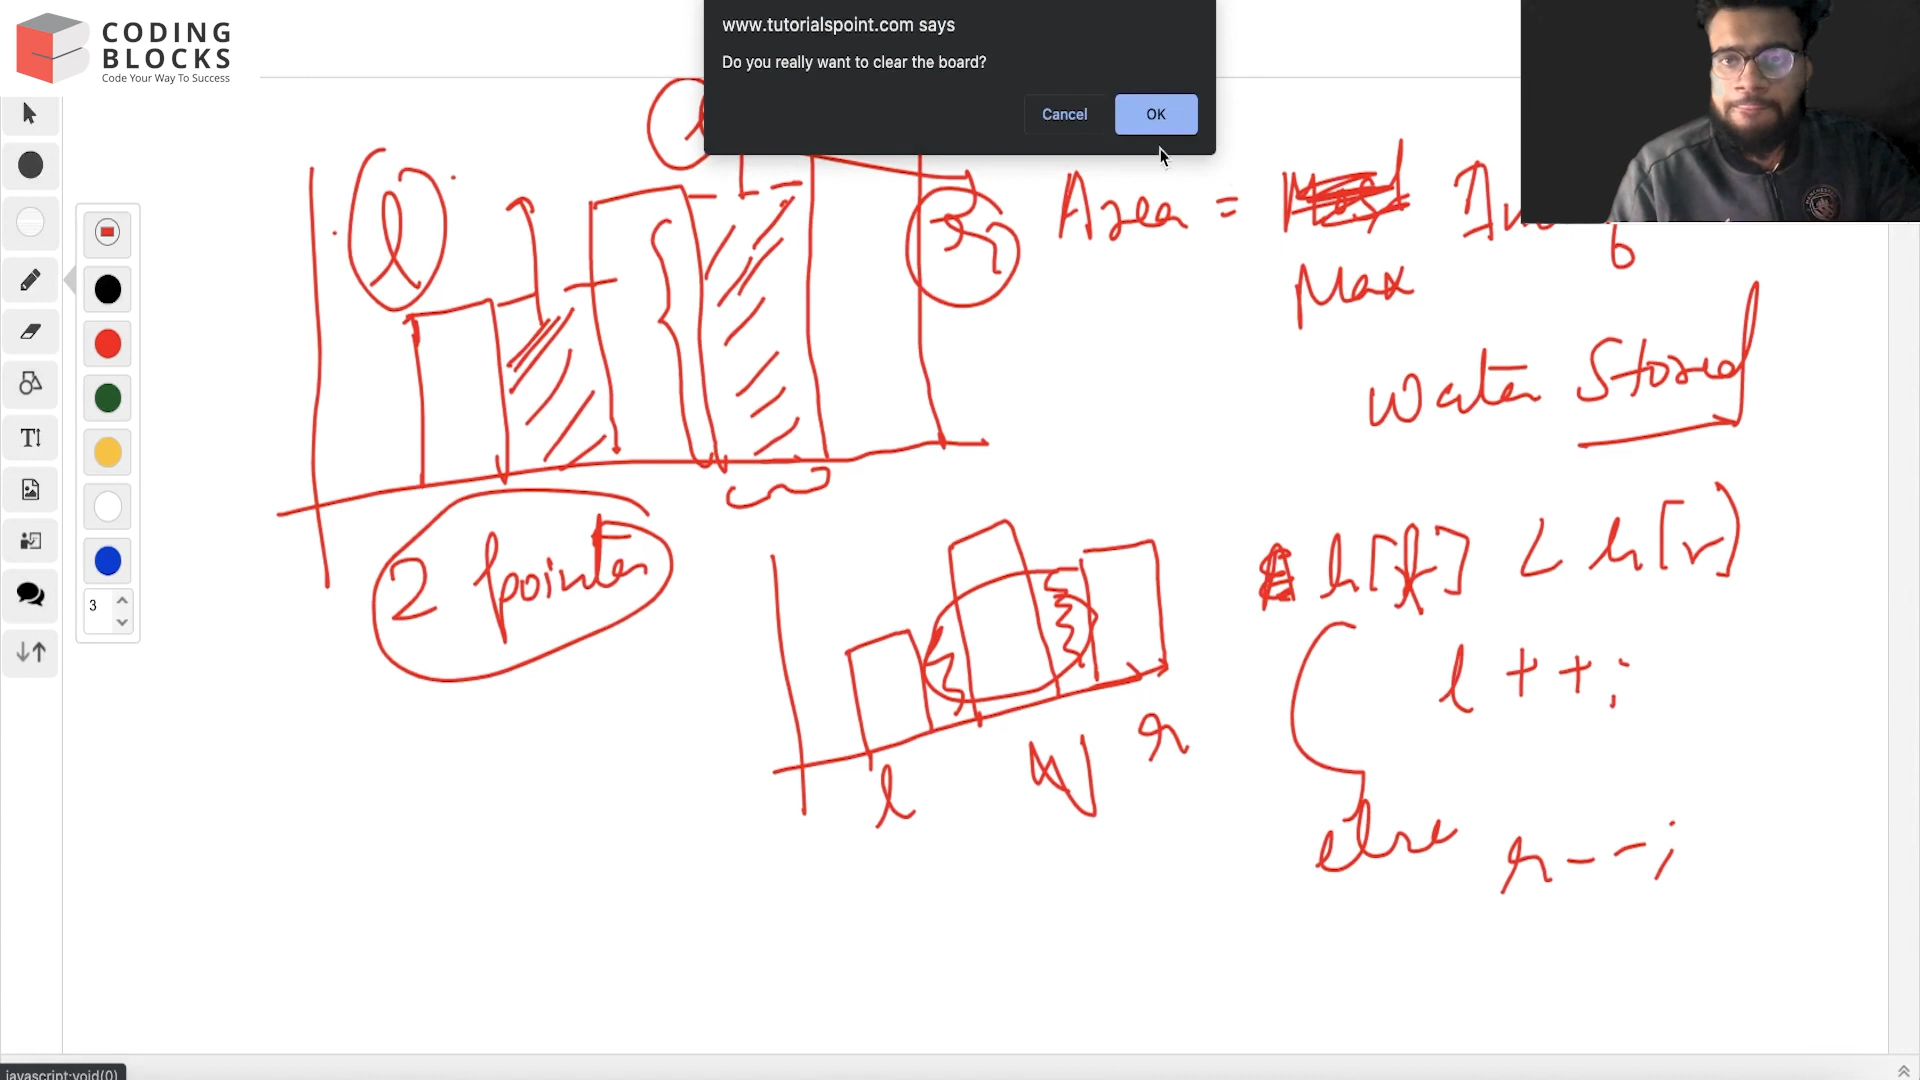 CODING
BLOCKS
Code Your Way To Success
www.tutorialspoint.com says
Do you really want to clear the board?
Cancel
OK
l
r
Area =
Max
Water Stored
2 pointer
h[l] < h[r]
l++;
else r--;
l
r
3
javascript:void(0)